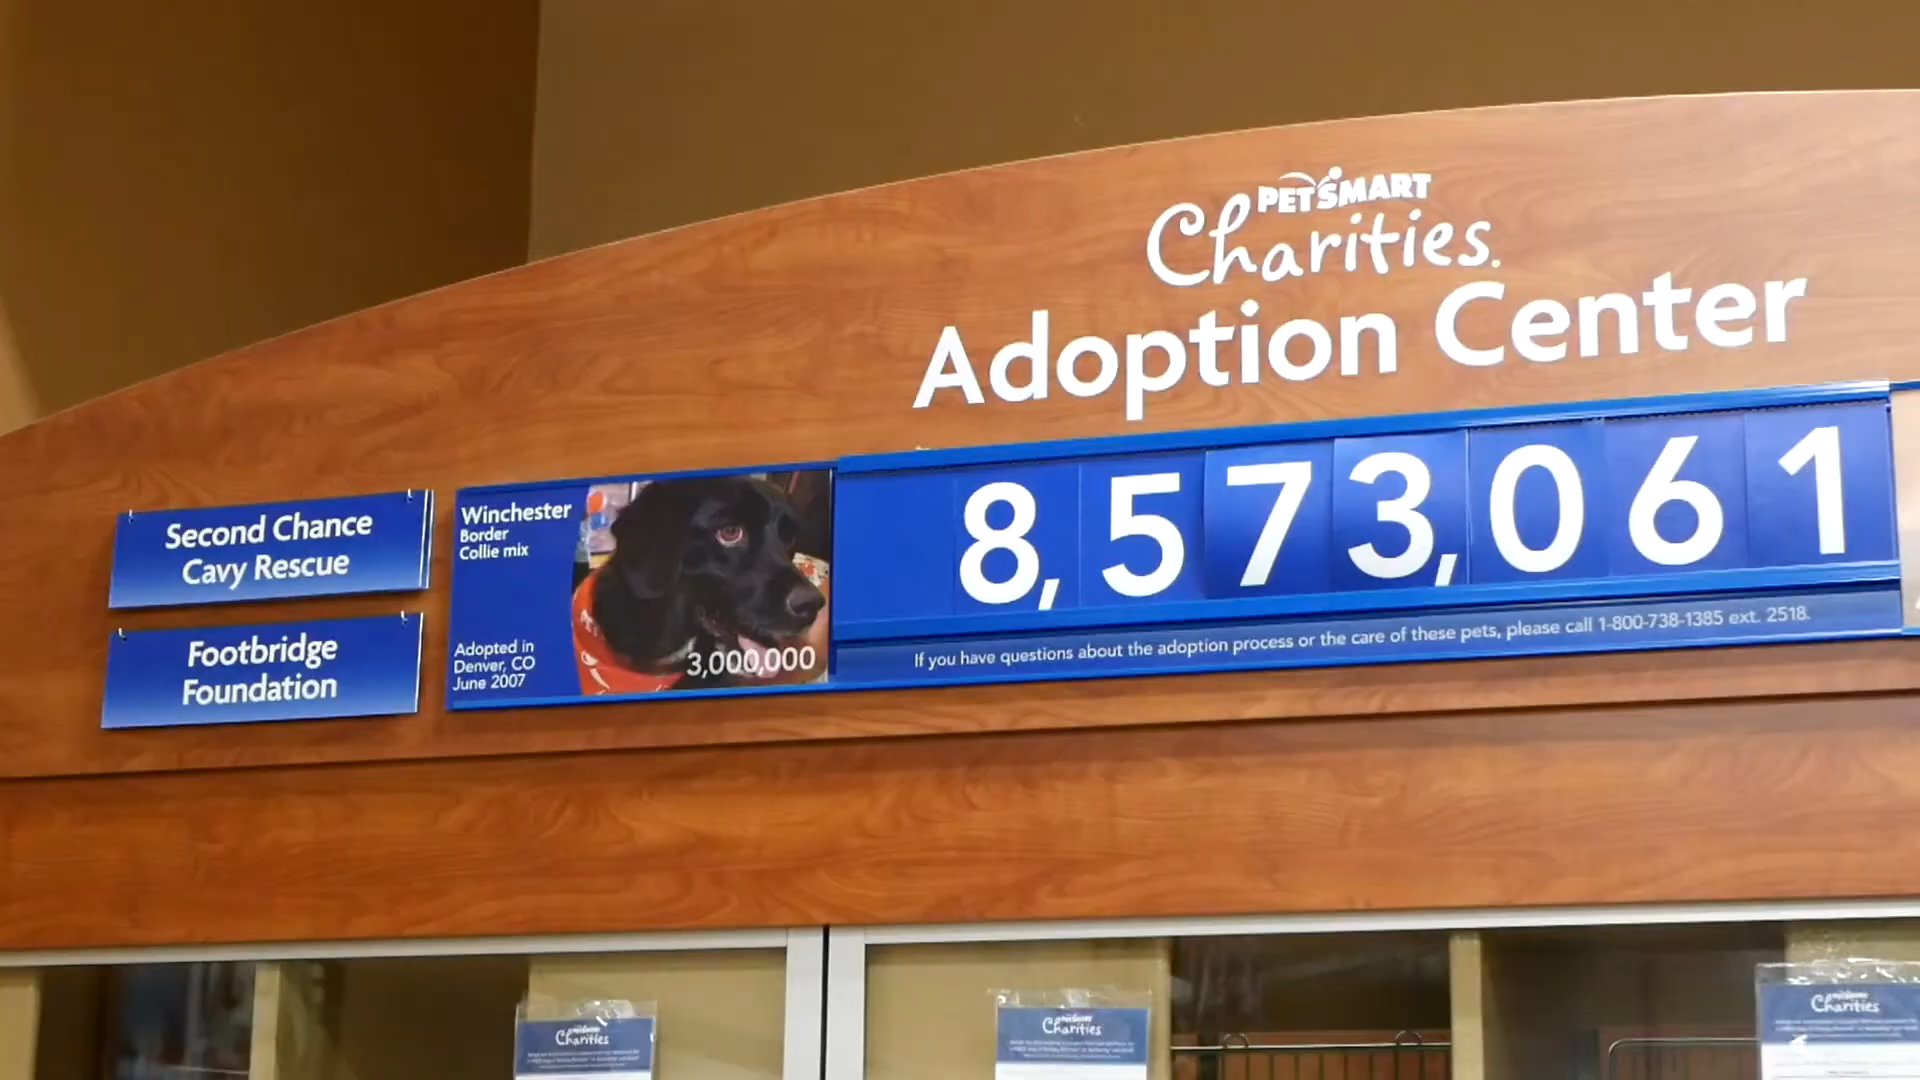 PETSMART
Charities.
Adoption Center
Second Chance
Cavy Rescue
Footbridge
Foundation
Winchester
Border
Collie mix
Adopted in
Denver, CO
June 2007
3,000,000
8,573,061
If you have questions about the adoption process or the care of these pets, please call 1-800-738-1385 ext. 2518.
Charities
Charities
Charities